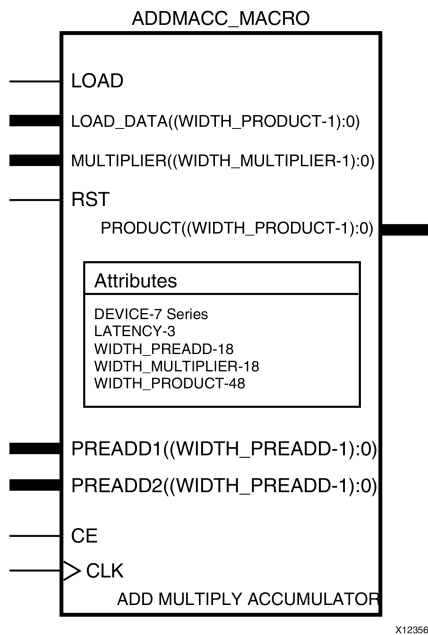 ADDMACC_MACRO
LOAD
LOAD_DATA((WIDTH_PRODUCT-1):0)
MULTIPLIER((WIDTH_MULTIPLIER-1):0)
RST
PRODUCT((WIDTH_PRODUCT-1):0)
Attributes
DEVICE-7 Series
LATENCY-3
WIDTH_PREADD-18
WIDTH_MULTIPLIER-18
WIDTH_PRODUCT-48
PREADD1((WIDTH_PREADD-1):0)
PREADD2((WIDTH_PREADD-1):0)
CE
CLK
ADD MULTIPLY ACCUMULATOR
X12356